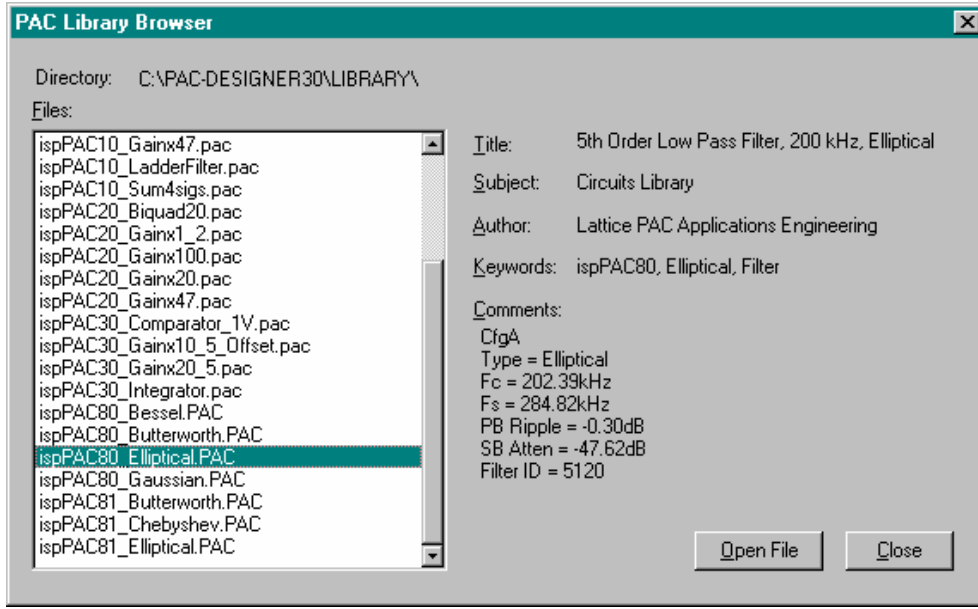 PAC Library Browser
Directory: C:\PAC-DESIGNER30\LIBRARY\
Files:
ispPAC10_Gainx47.pac
ispPAC10_LadderFilter.pac
ispPAC10_Sum4sigs.pac
ispPAC20_Biquad20.pac
ispPAC20_Gainx1_2.pac
ispPAC20_Gainx100.pac
ispPAC20_Gainx20.pac
ispPAC20_Gainx47.pac
ispPAC30_Comparator_1V.pac
ispPAC30_Gainx10_5_Offset.pac
ispPAC30_Gainx20_5.pac
ispPAC30_Integrator.pac
ispPAC80_Bessel.PAC
ispPAC80_Butterworth.PAC
ispPAC80_Elliptical.PAC
ispPAC80_Gaussian.PAC
ispPAC81_Butterworth.PAC
ispPAC81_Chebyshev.PAC
ispPAC81_Elliptical.PAC
Title: 5th Order Low Pass Filter, 200 kHz, Elliptical
Subject: Circuits Library
Author: Lattice PAC Applications Engineering
Keywords: ispPAC80, Elliptical, Filter
Comments:
CfgA
Type = Elliptical
Fc = 202.39kHz
Fs = 284.82kHz
PB Ripple = -0.30dB
SB Atten = -47.62dB
Filter ID = 5120
Open File
Close